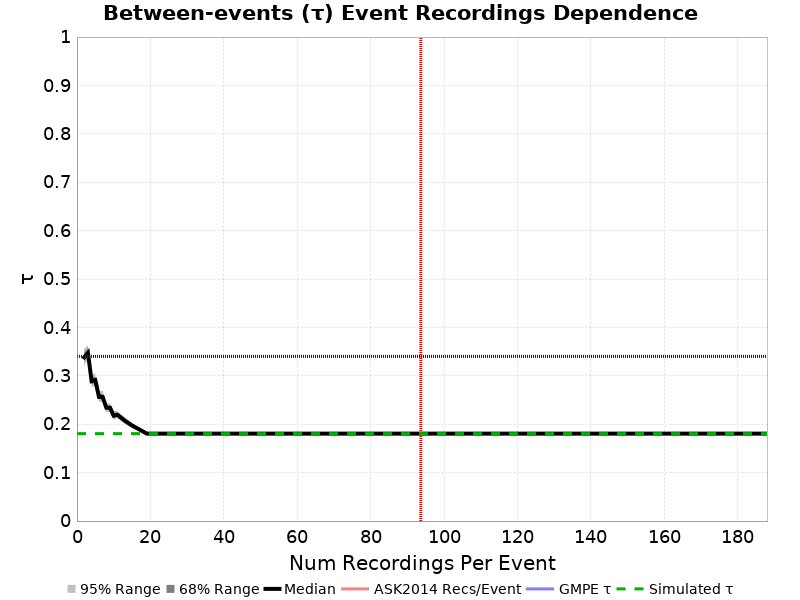 Between-events (τ) Event Recordings Dependence
1
0.9
0.8
0.7
0.6
0.5
0.4
0.3
0.2
0.1
0
τ
0 20 40 60 80 100 120 140 160 180
Num Recordings Per Event
95% Range 68% Range Median ASK2014 Recs/Event GMPE τ Simulated τ